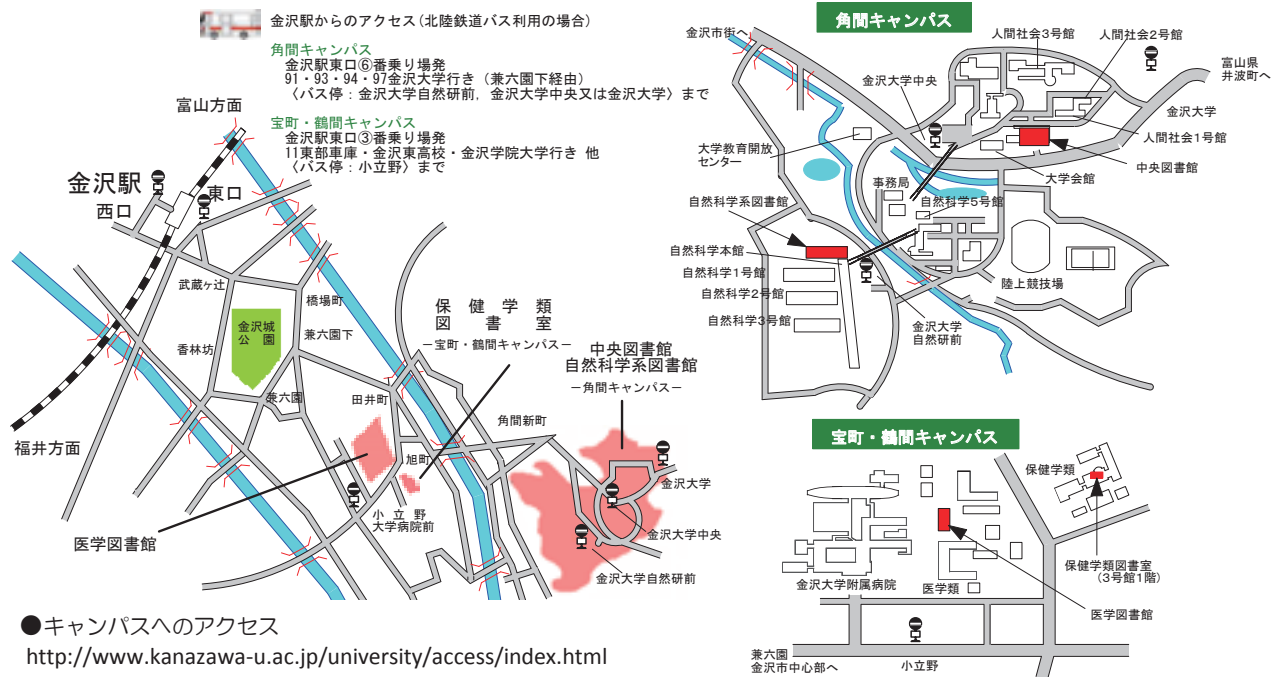 金沢駅からのアクセス(北陸鉄道バス利用の場合)
角間キャンパス
金沢駅東口⑥番乗り場発
91・93・94・97金沢大学行き (兼六園下経由)
〈バス停:金沢大学自然研前, 金沢大学中央又は金沢大学〉まで
宝町・鶴間キャンパス
金沢駅東口③番乗り場発
11東部車庫・金沢東高校・金沢学院大学行き 他
〈バス停:小立野〉まで
富山方面
金沢駅
西口
東口
武蔵ヶ辻
橋場町
金沢城
公園
兼六園下
香林坊
兼六園
田井町
保健学類
図書室
-宝町・鶴間キャンパス-
中央図書館
自然科学系図書館
-角間キャンパス-
角間新町
福井方面
旭町
小立野
大学病院前
医学図書館
金沢大学
金沢大学中央
金沢大学自然研前
●キャンパスへのアクセス
http://www.kanazawa-u.ac.jp/university/access/index.html
角間キャンパス
金沢市街へ
人間社会3号館
人間社会2号館
富山県
井波町へ
金沢大学中央
金沢大学
人間社会1号館
大学教育開放
センター
中央図書館
大学会館
事務局
自然科学系図書館
自然科学5号館
自然科学本館
自然科学1号館
自然科学2号館
自然科学3号館
陸上競技場
金沢大学
自然研前
宝町・鶴間キャンパス
保健学類
保健学類図書室
(3号館1階)
金沢大学附属病院
医学類
医学図書館
兼六園
金沢市中心部へ
小立野